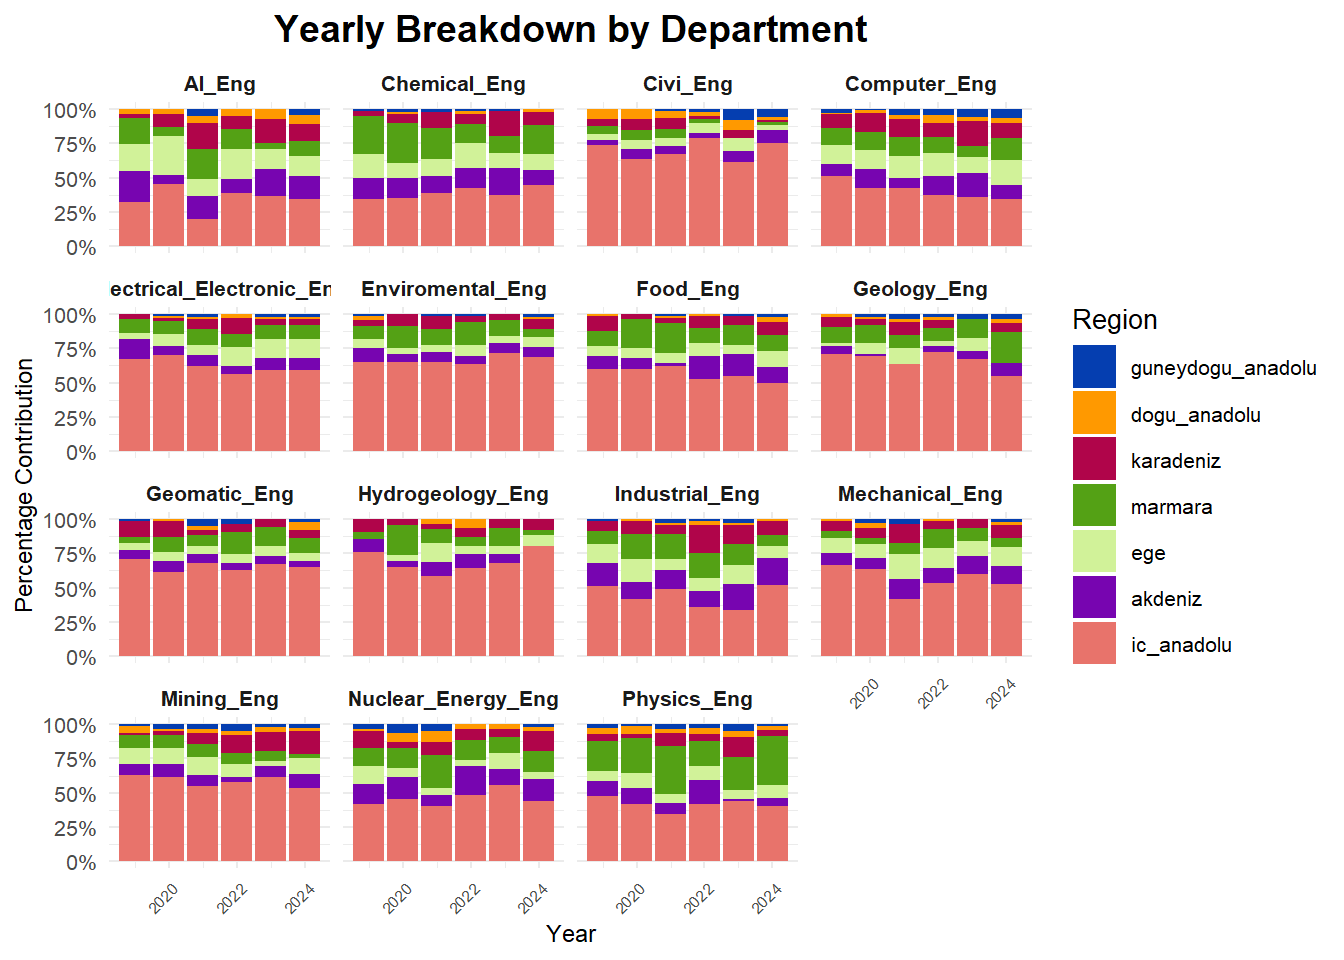 Yearly Breakdown by Department
AI_Eng Chemical_Eng Civi_Eng Computer_Eng
100%
75%
50%
25%
0%
ectrical_Electronic_En Enviromental_Eng Food_Eng Geology_Eng
100%
75%
50%
25%
0%
Geomatic_Eng Hydrogeology_Eng Industrial_Eng Mechanical_Eng
100%
75%
50%
25%
0%
2020 2022 2024
Mining_Eng Nuclear_Energy_Eng Physics_Eng
100%
75%
50%
25%
0%
2020 2022 2024 2020 2022 2024 2020 2022 2024
Year
Percentage Contribution
Region
guneydogu_anadolu
dogu_anadolu
karadeniz
marmara
ege
akdeniz
ic_anadolu